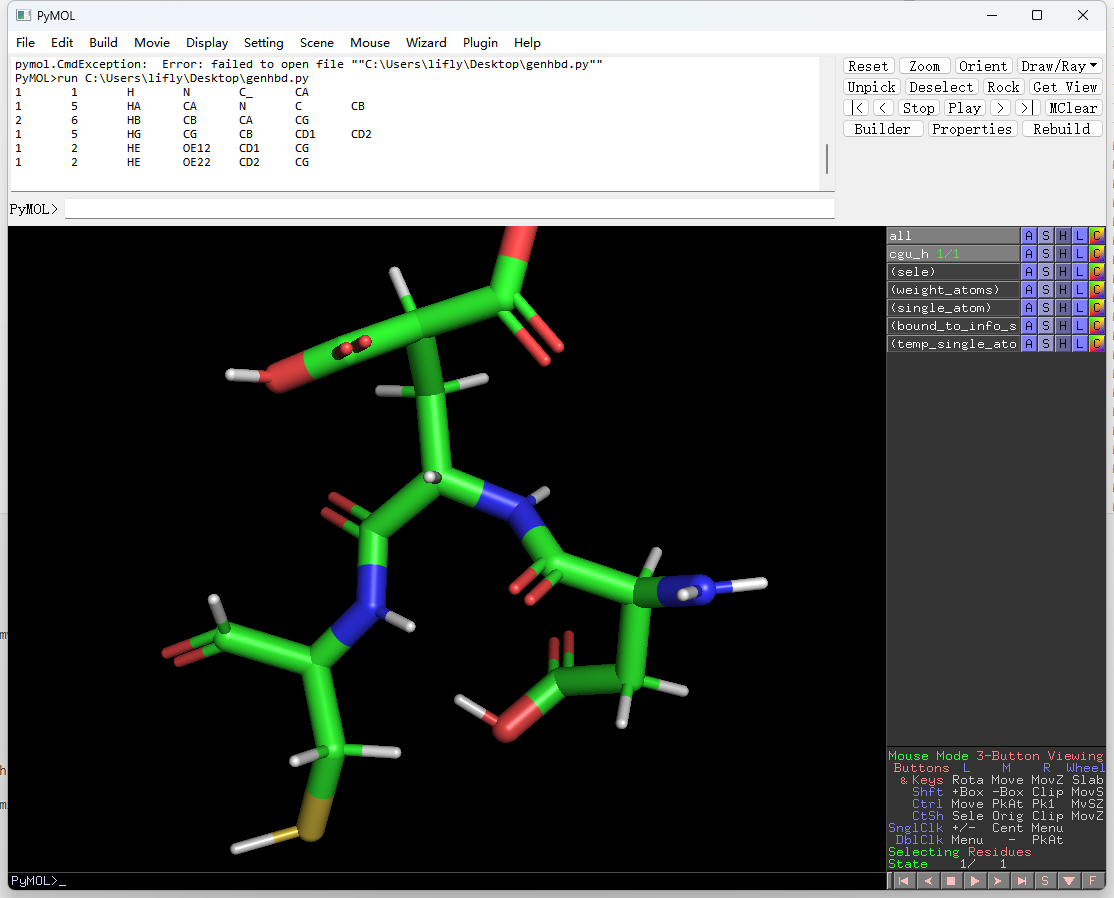 PyMOL
File Edit Build Movie Display Setting Scene Mouse Wizard Plugin Help
pymol.CmdException:  Error: failed to open file ""C:\Users\lifly\Desktop\genhbd.py""
PyMOL>run C:\Users\lifly\Desktop\genhbd.py
1 1 H N C_ CA
1 5 HA CA N C CB
2 6 HB CB CA CG
1 5 HG CG CB CD1 CD2
1 2 HE OE12 CD1 CG
1 2 HE OE22 CD2 CG
PyMOL>
Reset Zoom Orient Draw/Ray
Unpick Deselect Rock Get View
|< < Stop Play > >| MClear
Builder Properties Rebuild
all A S H L C
cgu_h 1/1 A S H L C
(sele) A S H L C
(weight_atoms) A S H L C
(single_atom) A S H L C
(bound_to_info_s A S H L C
(temp_single_ato A S H L C
Mouse Mode 3-Button Viewing
Buttons L M R Wheel
& Keys Rota Move MovZ Slab
Shft +Box -Box Clip MovS
Ctrl Move PkAt Pk1 MvSZ
CtSh Sele Orig Clip MovZ
SnglClk +/- Cent Menu
DblClk Menu - PkAt
Selecting Residues
State 1/ 1
PyMOL>_
S F